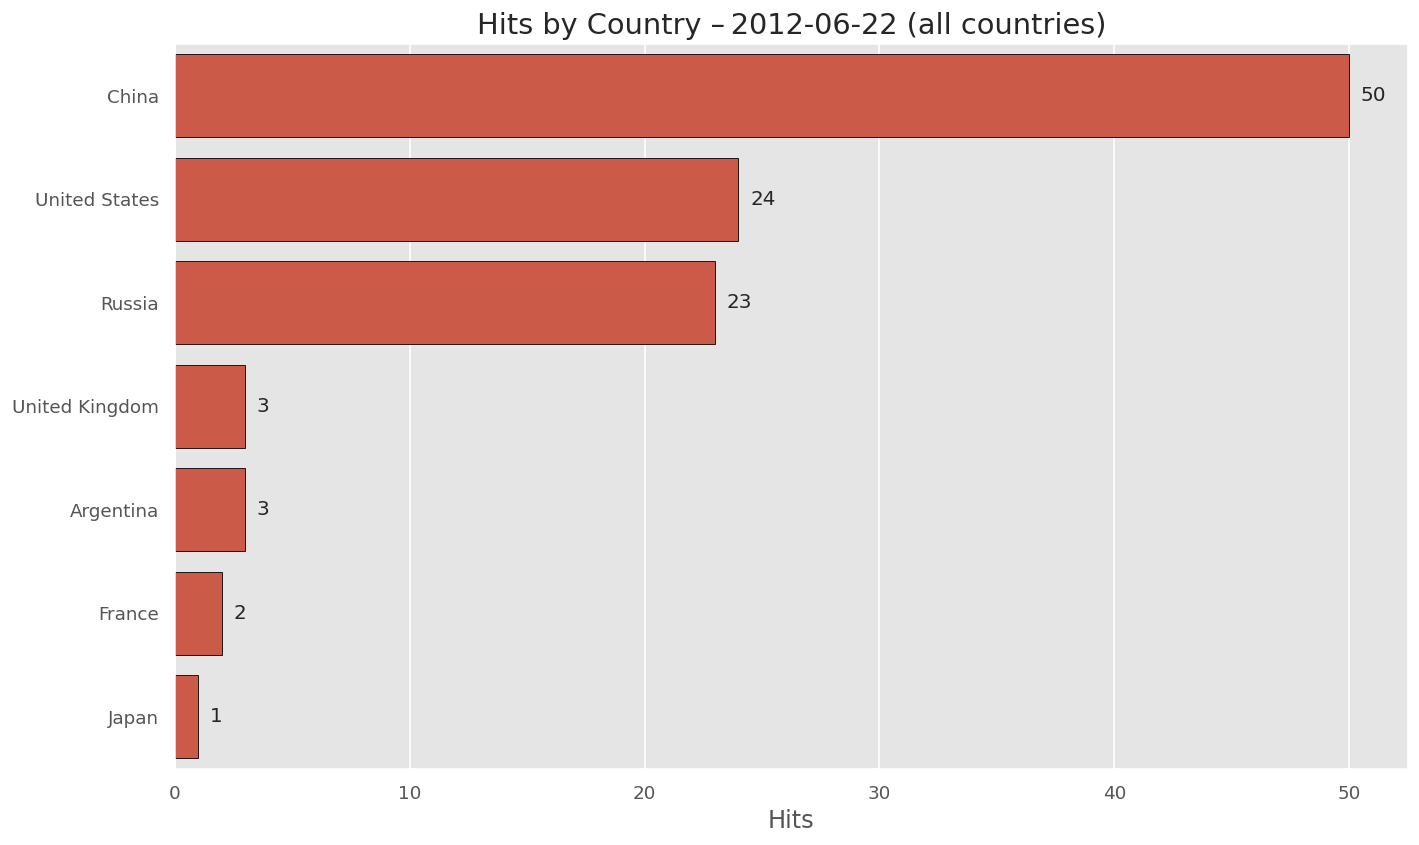 Hits by Country – 2012-06-22 (all countries)
China 50
United States 24
Russia 23
United Kingdom 3
Argentina 3
France 2
Japan 1
0 10 20 30 40 50
Hits